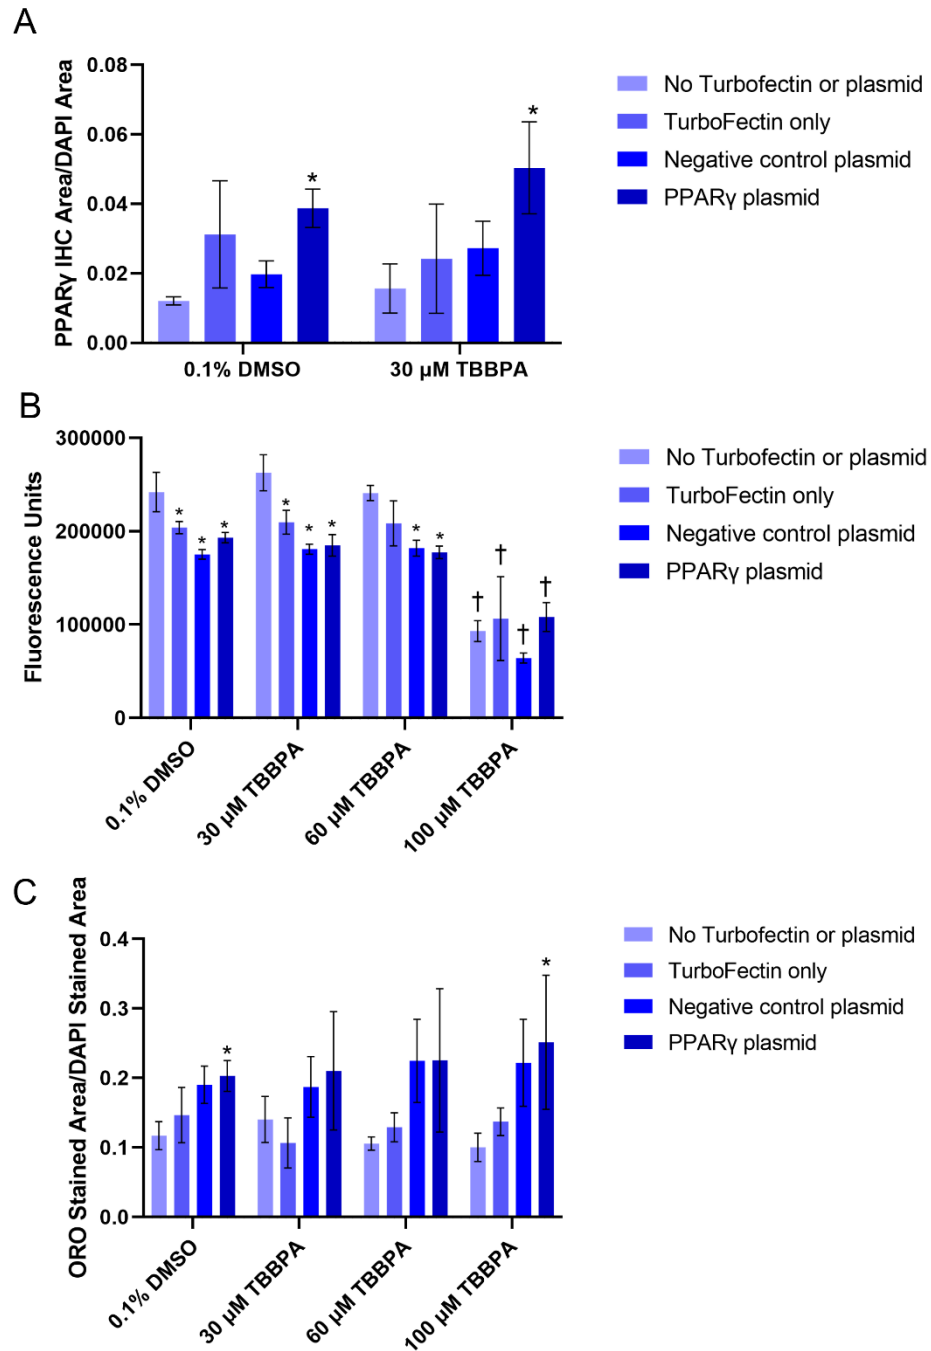 A
PPARγ IHC Area/DAPI Area
0.08
0.06
0.04
0.02
0.00
*
*
0.1% DMSO
30 µM TBBPA
No Turbofectin or plasmid
TurboFectin only
Negative control plasmid
PPARγ plasmid
B
Fluorescence Units
300000
200000
100000
0
* * *
* * *
* *
† † † †
0.1% DMSO
30 µM TBBPA
60 µM TBBPA
100 µM TBBPA
No Turbofectin or plasmid
TurboFectin only
Negative control plasmid
PPARγ plasmid
C
ORO Stained Area/DAPI Stained Area
0.4
0.3
0.2
0.1
0.0
*
*
0.1% DMSO
30 µM TBBPA
60 µM TBBPA
100 µM TBBPA
No Turbofectin or plasmid
TurboFectin only
Negative control plasmid
PPARγ plasmid